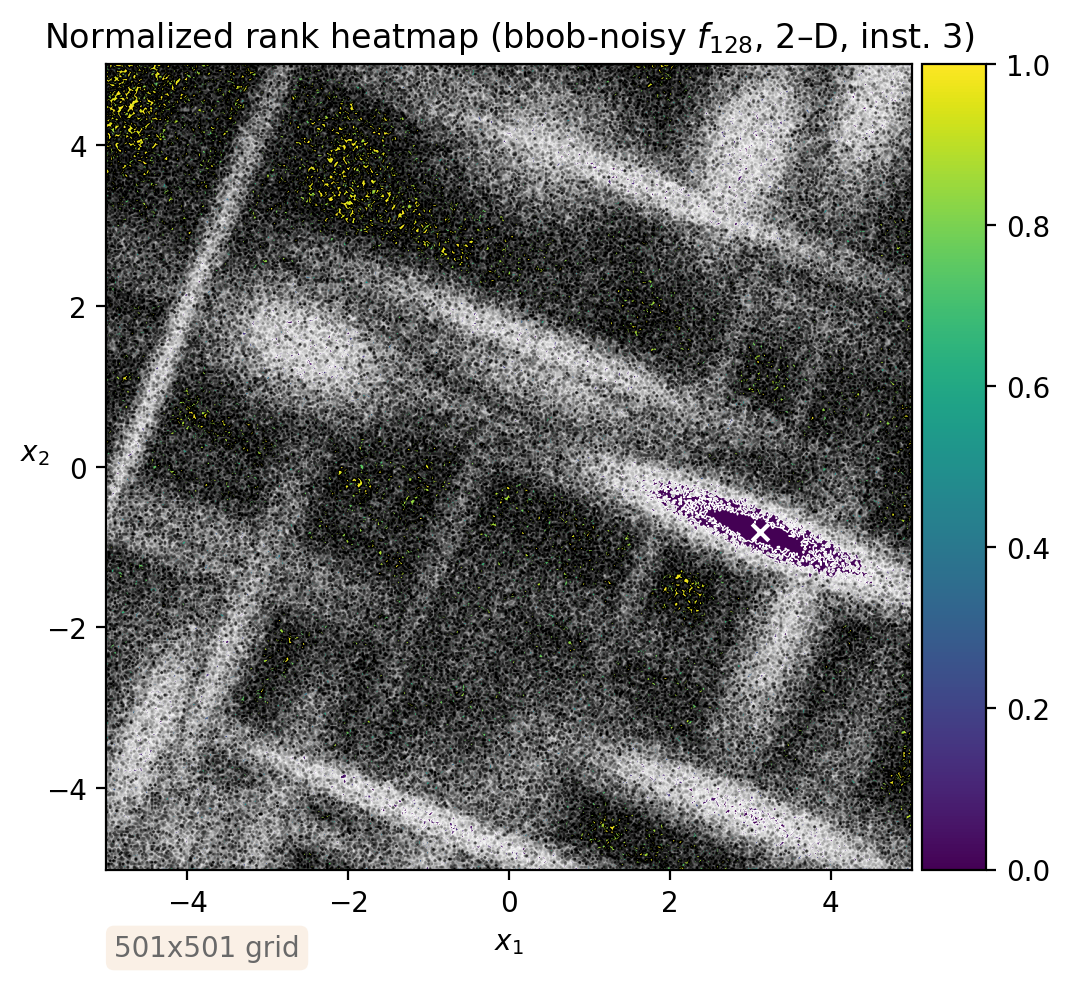 Normalized rank heatmap (bbob-noisy f₁₂₈, 2–D, inst. 3)
1.0
0.8
0.6
0.4
0.2
0.0
4
2
0
−2
−4
x₂
−4 −2 0 2 4
x₁
501x501 grid